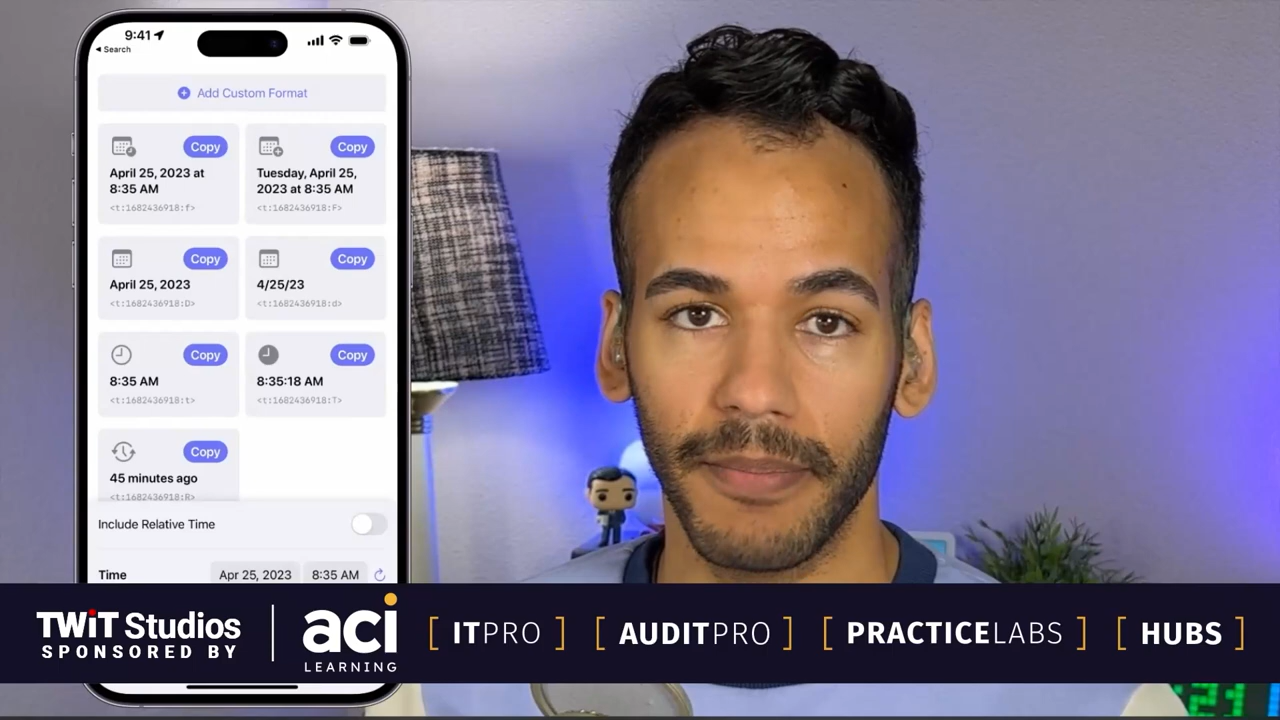 9:41
◂ Search
Add Custom Format
Copy
April 25, 2023 at
8:35 AM
<t:1682436918:f>
Copy
Tuesday, April 25,
2023 at 8:35 AM
<t:1682436918:F>
Copy
April 25, 2023
<t:1682436918:D>
Copy
4/25/23
<t:1682436918:d>
Copy
8:35 AM
<t:1682436918:t>
Copy
8:35:18 AM
<t:1682436918:T>
Copy
45 minutes ago
<t:1682436918:R>
Include Relative Time
Time
Apr 25, 2023
8:35 AM
TWiT Studios
SPONSORED BY
aci
LEARNING
[ ITPRO ]
[ AUDITPRO ]
[ PRACTICELABS ]
[ HUBS ]